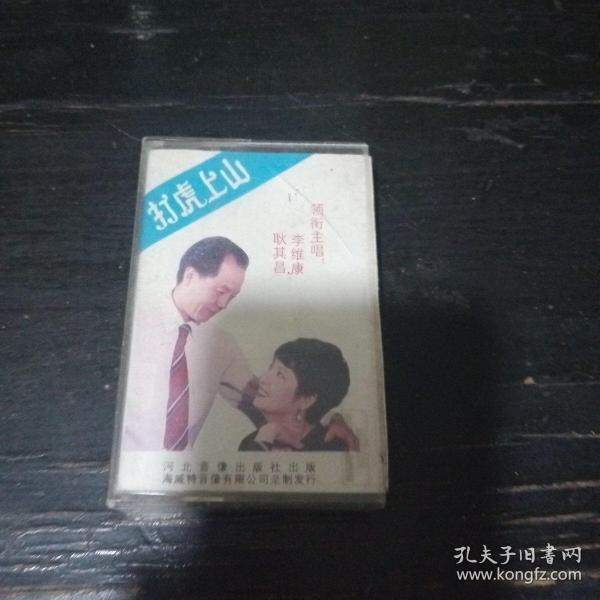 打虎上山
领衔主唱：
李维康、
耿其昌
河北音像出版社出版
海威特音像有限公司录制发行
孔夫子旧书网
www.kongfz.com